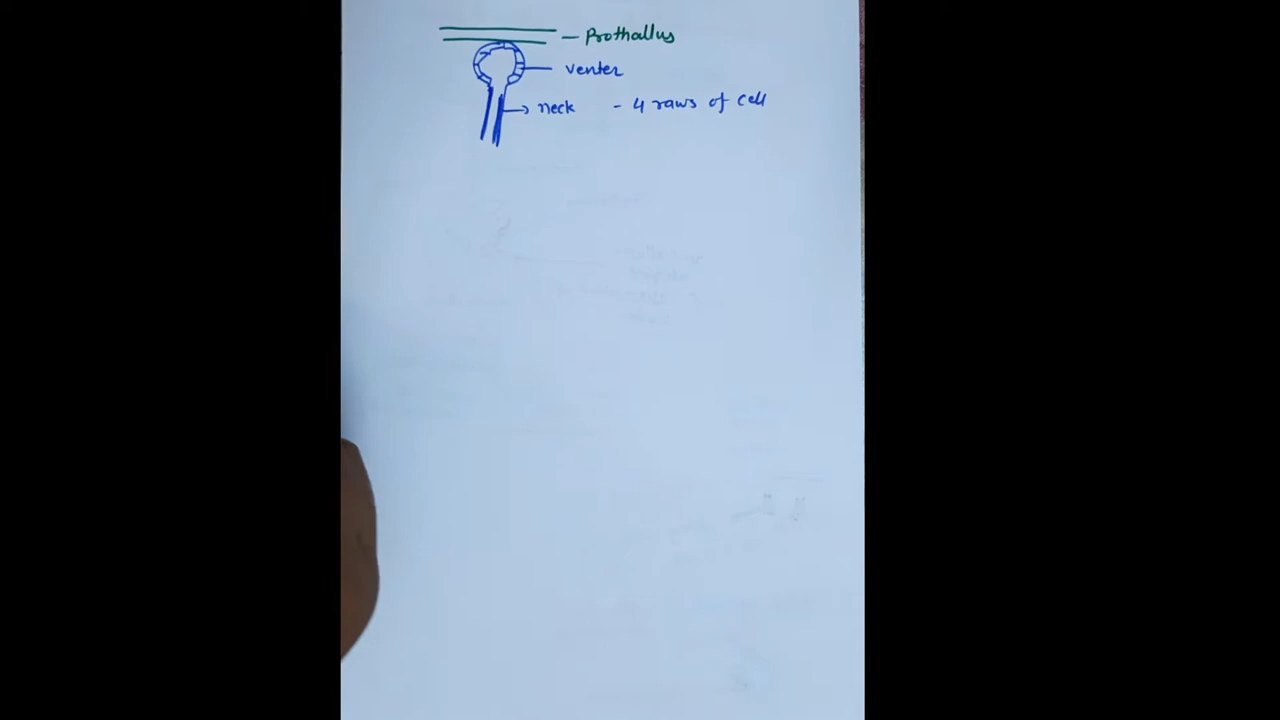 — Prothallus
venter
neck - 4 raws of cell